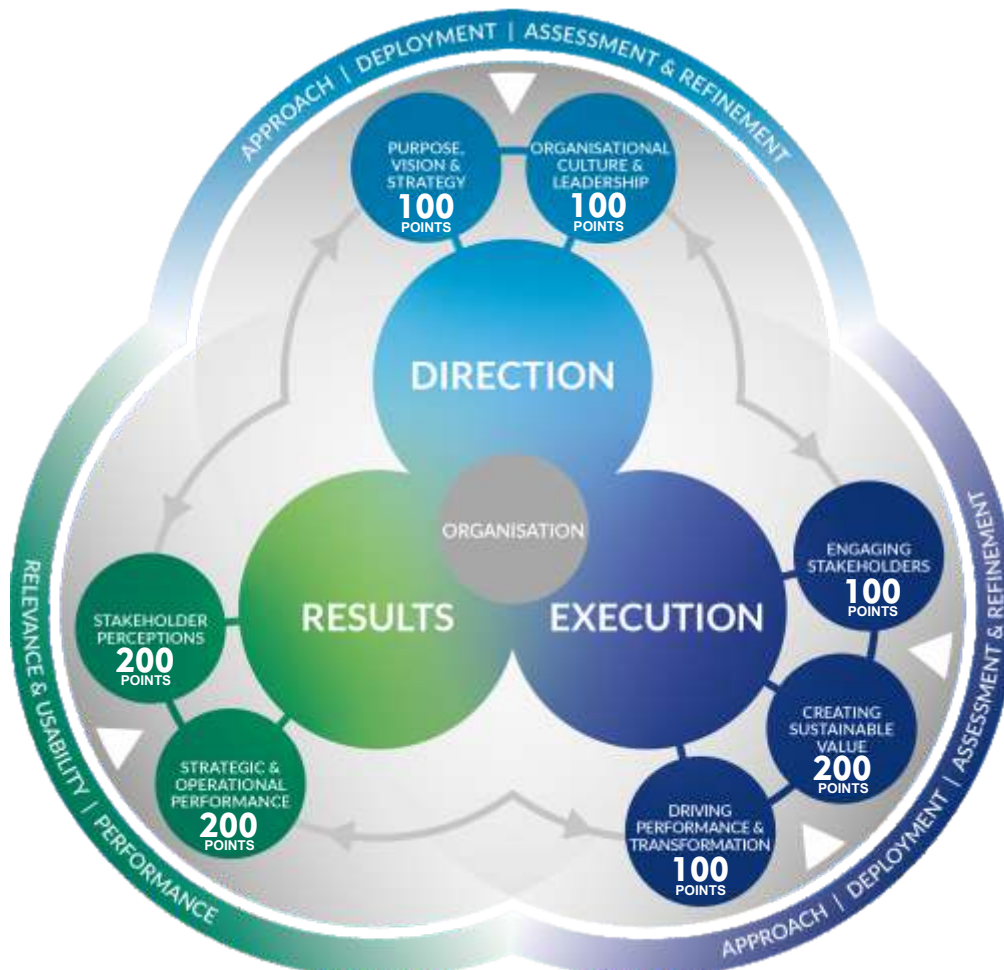 APPROACH | DEPLOYMENT | ASSESSMENT & REFINEMENT
PURPOSE,
VISION &
STRATEGY
100
POINTS
ORGANISATIONAL
CULTURE &
LEADERSHIP
100
POINTS
DIRECTION
ORGANISATION
RESULTS
EXECUTION
ENGAGING
STAKEHOLDERS
100
POINTS
CREATING
SUSTAINABLE
VALUE
200
POINTS
DRIVING
PERFORMANCE &
TRANSFORMATION
100
POINTS
APPROACH | DEPLOYMENT | ASSESSMENT & REFINEMENT
STAKEHOLDER
PERCEPTIONS
200
POINTS
STRATEGIC &
OPERATIONAL
PERFORMANCE
200
POINTS
RELEVANCE & USABILITY | PERFORMANCE